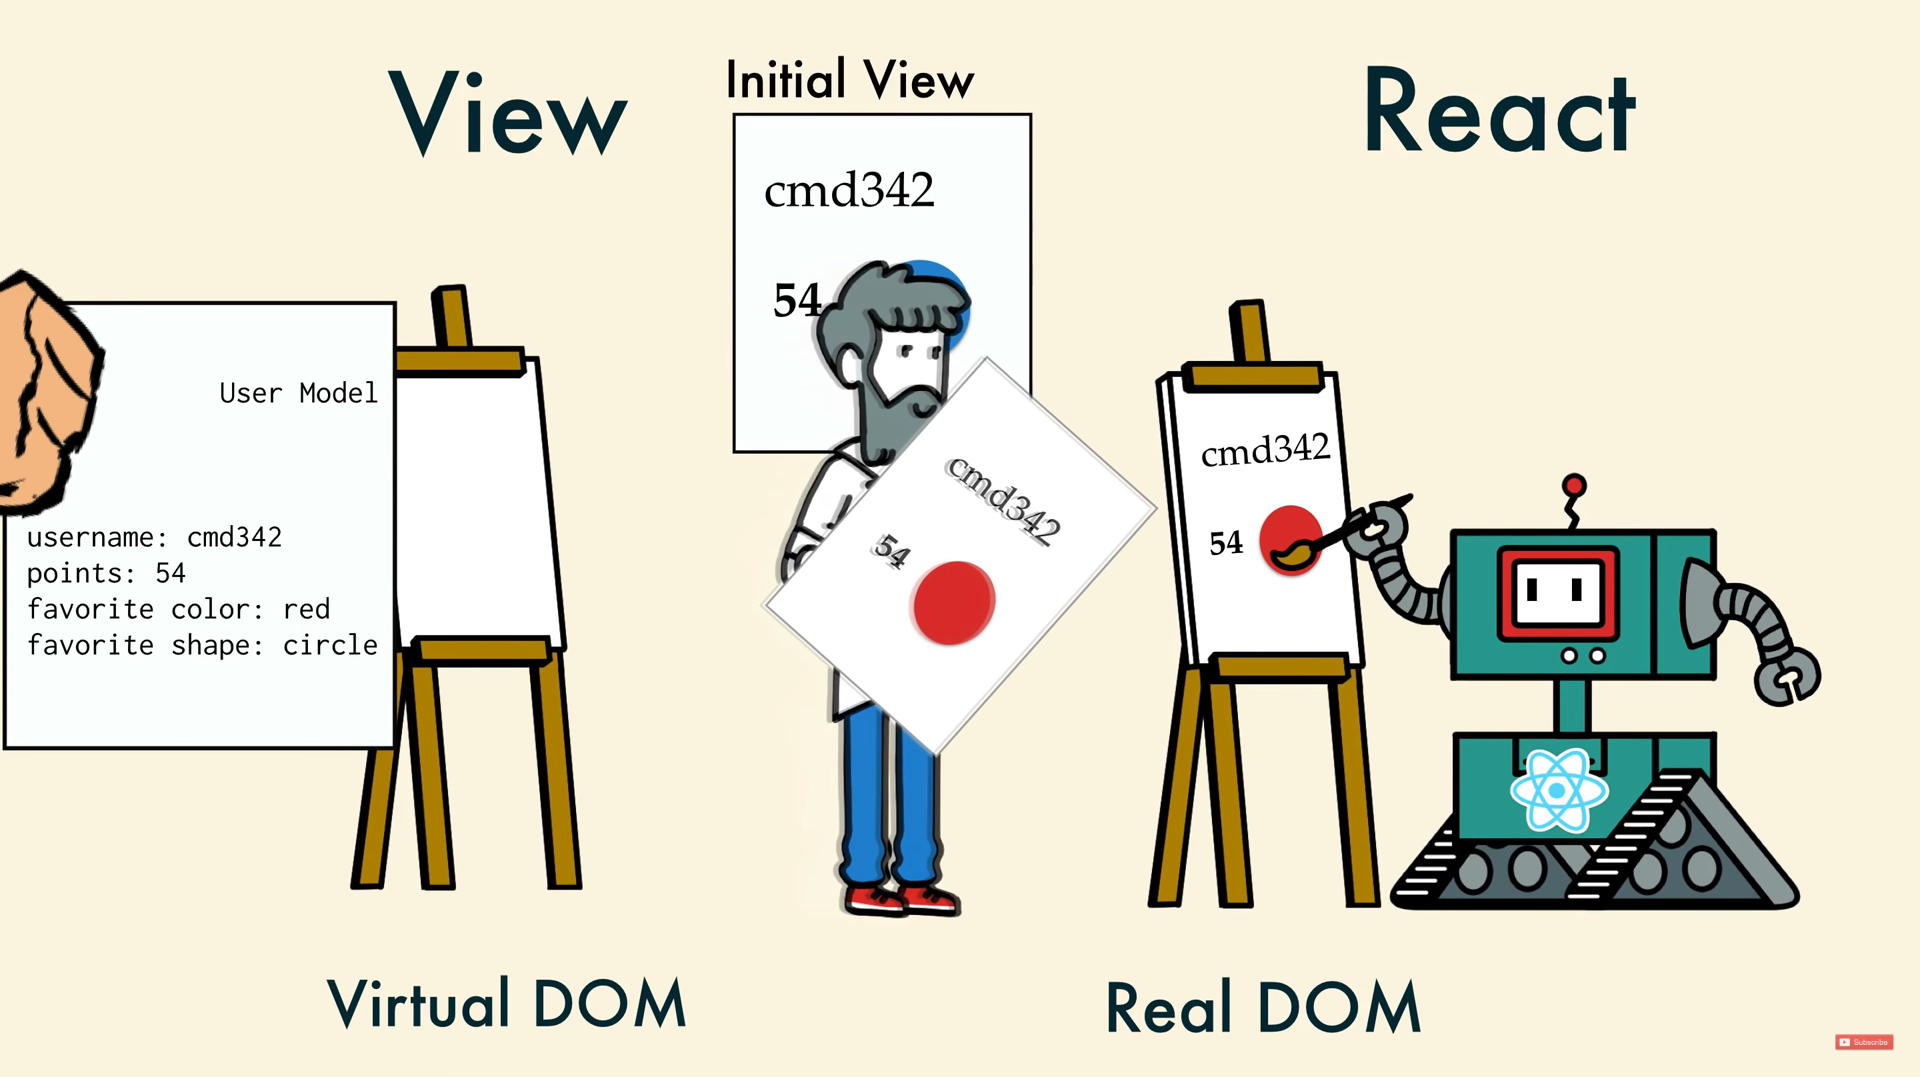 View
Initial View
React
cmd342
54
User Model
username: cmd342
points: 54
favorite color: red
favorite shape: circle
cmd342
54
cmd342
54
Virtual DOM
Real DOM
Subscribe